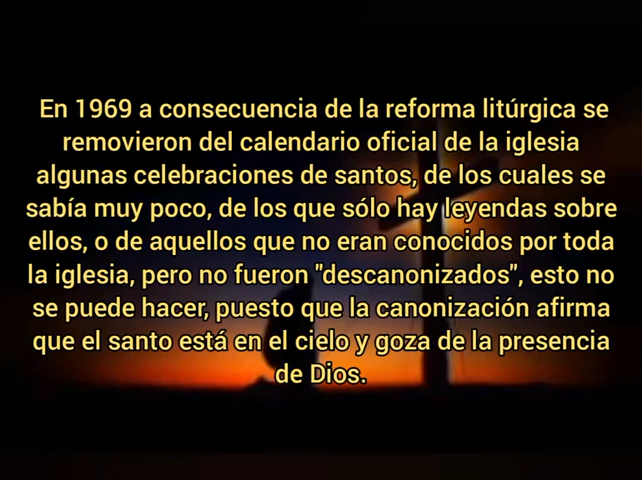 En 1969 a consecuencia de la reforma litúrgica se
removieron del calendario oficial de la iglesia
algunas celebraciones de santos, de los cuales se
sabía muy poco, de los que sólo hay leyendas sobre
ellos, o de aquellos que no eran conocidos por toda
la iglesia, pero no fueron "descanonizados", esto no
se puede hacer, puesto que la canonización afirma
que el santo está en el cielo y goza de la presencia
de Dios.